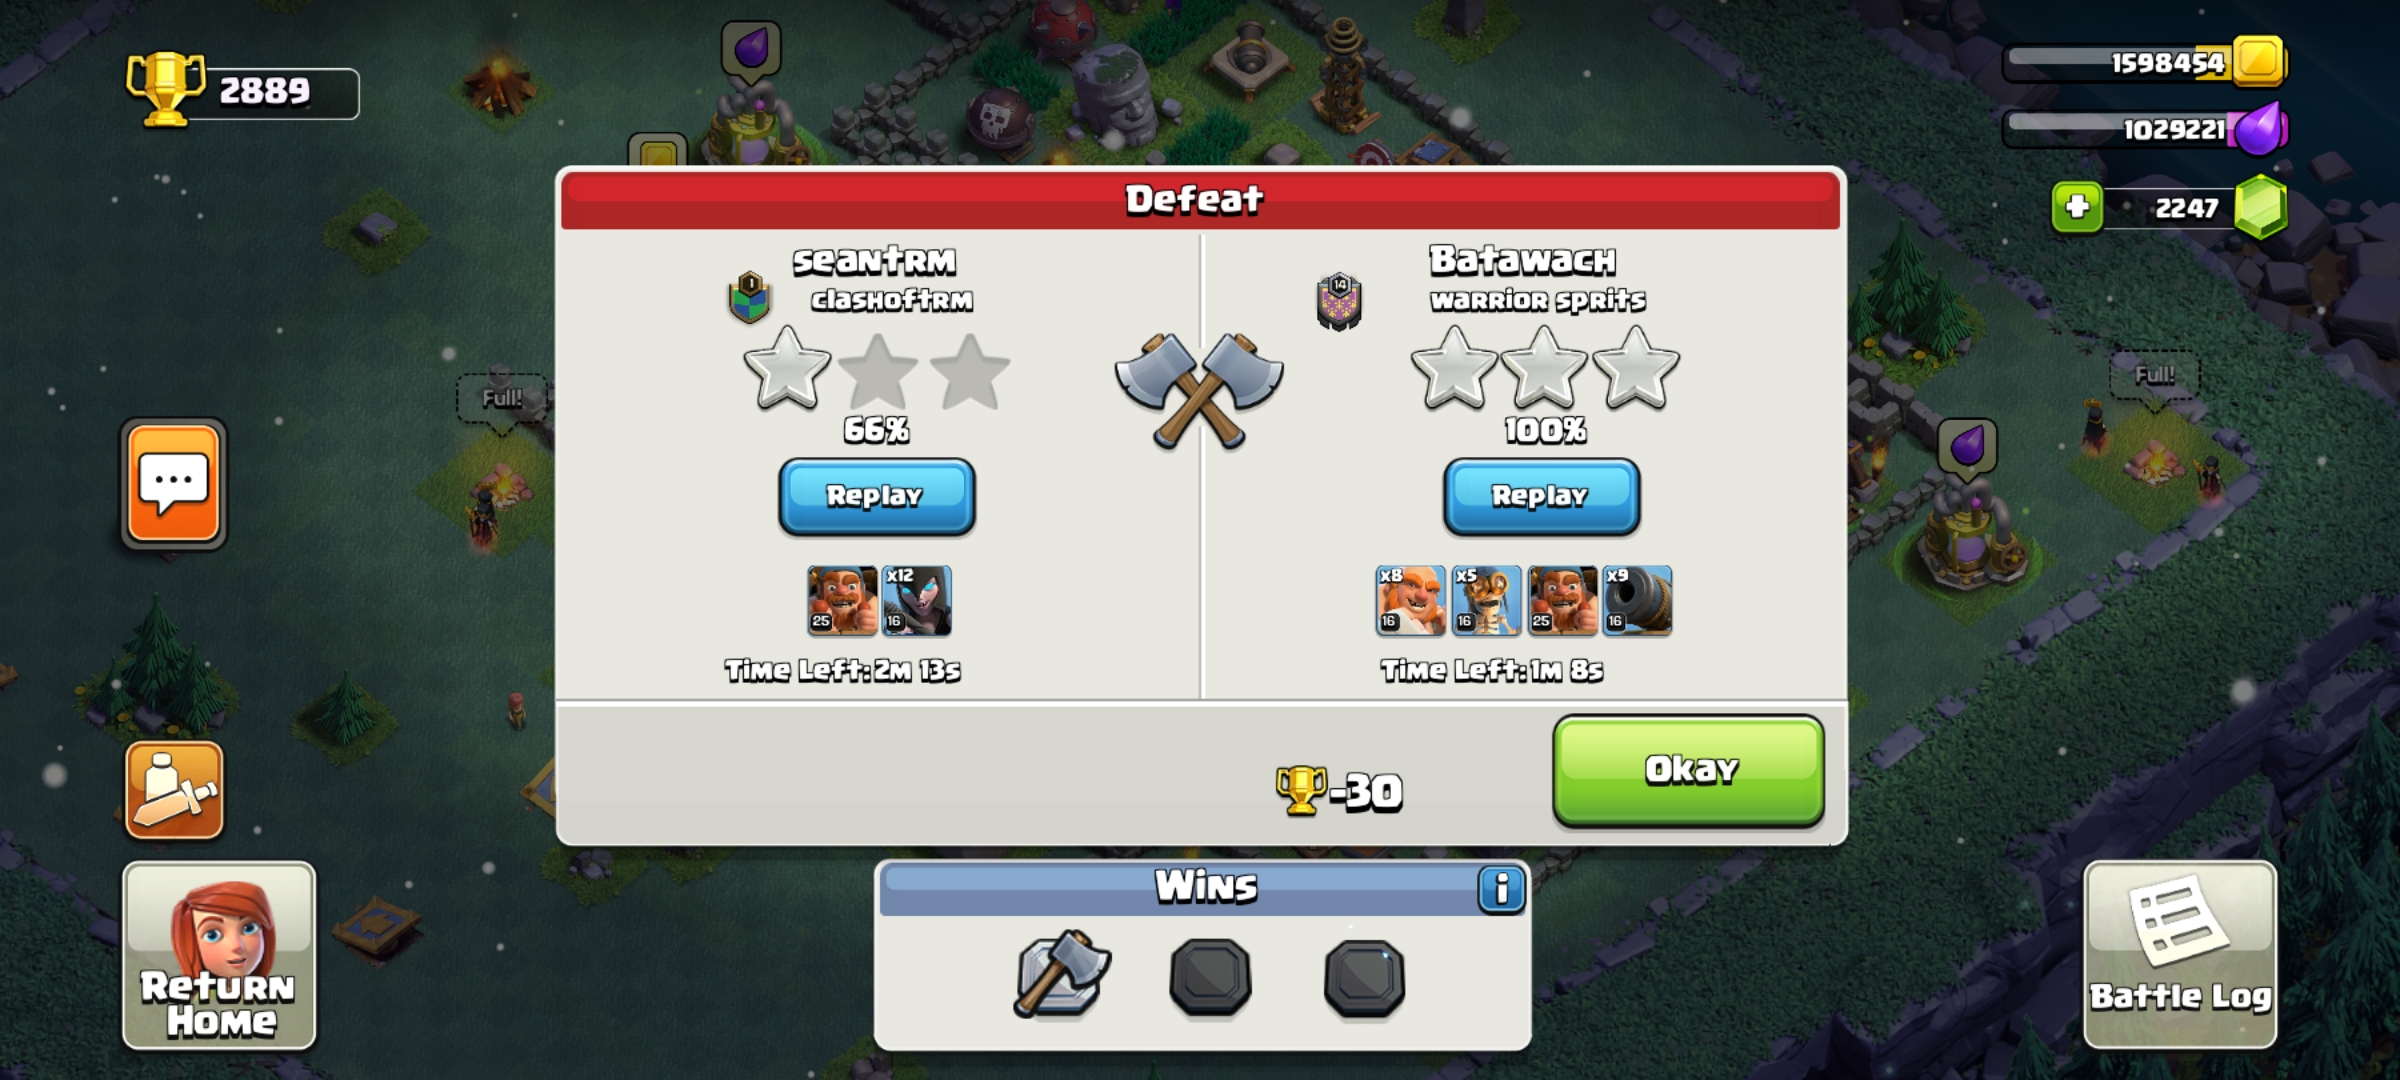 2889
1598454
1029221
2247
Defeat
seantrm
clashoftrm
1
66%
Replay
25
x12
16
Time Left:2m 13s
Batawach
warrior sprits
14
100%
Replay
x8
16
x5
16
25
x9
16
Time Left:1m 8s
Full!
Full!
-30
Okay
Wins
i
Return
Home
Battle Log